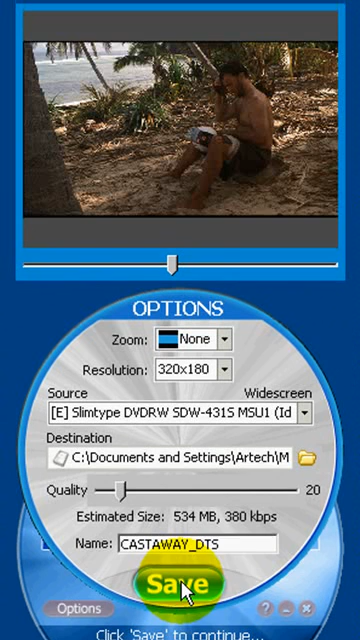 OPTIONS
Zoom: None
Resolution: 320x180
Source Widescreen
[E] Slimtype DVDRW SDW-431S MSU1 (Id
Destination
C:\Documents and Settings\Artech\M
Quality 20
Estimated Size: 534 MB, 380 kbps
Name: CASTAWAY_DTS
Save
Options ? - X
Click 'Save' to continue...